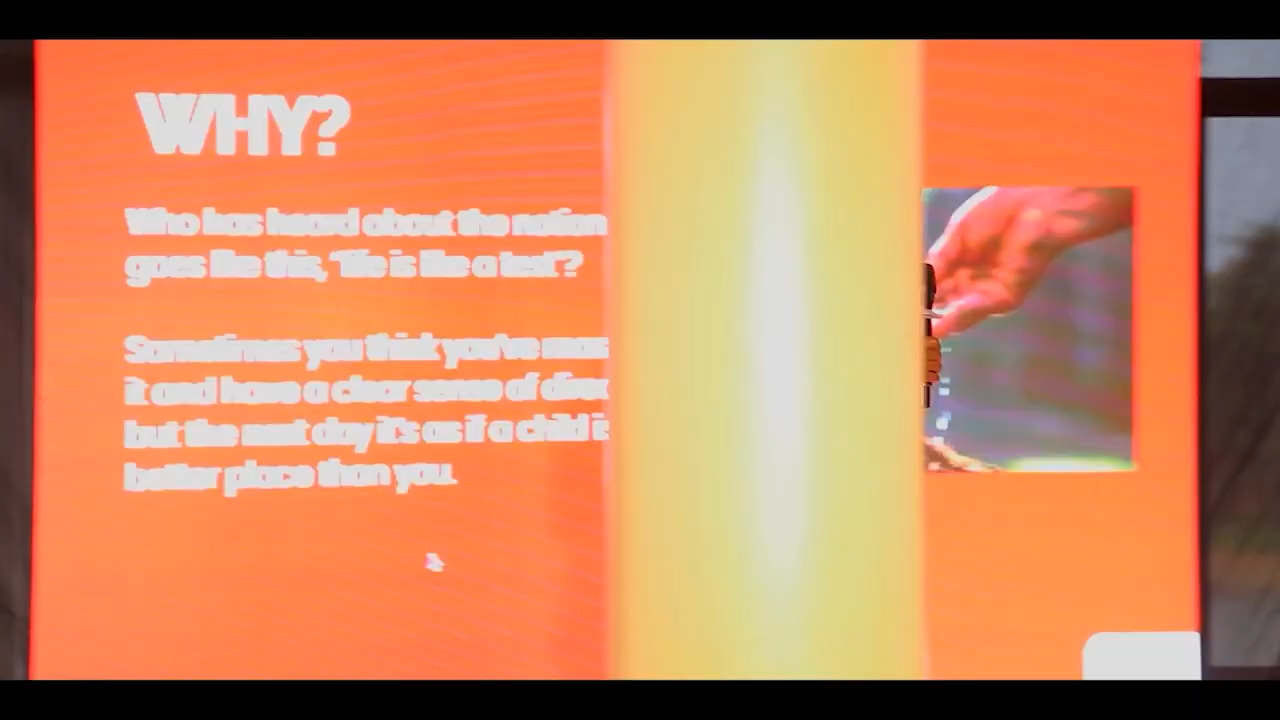 WHY?
Who has heard about the notion
goes like this, "life is like a test"?
Sometimes you think you've
it and have a clear sense of
but the next day it's as if a child
better place than you.